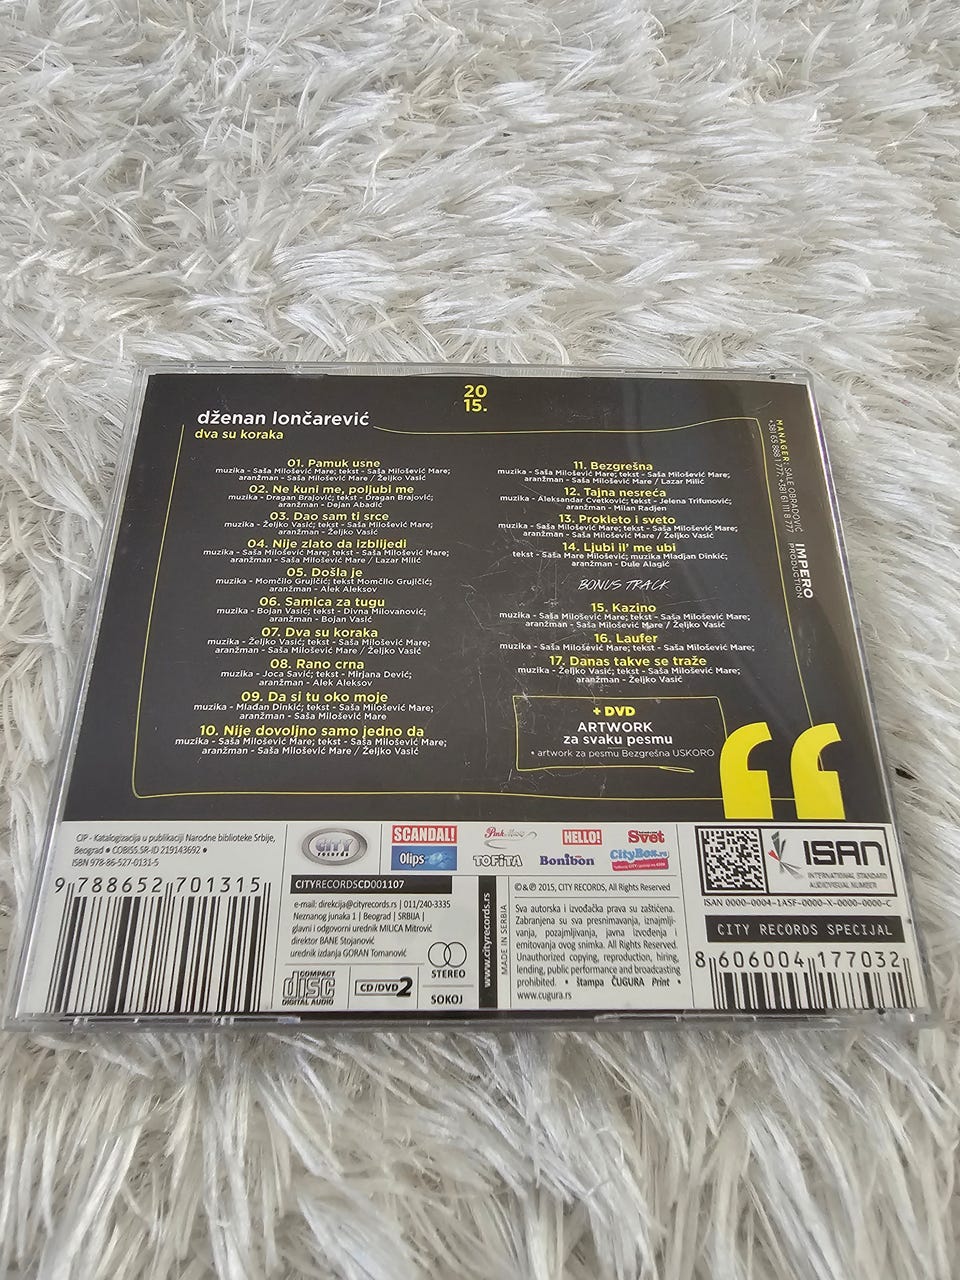 20
15.
dženan lončarević
dva su koraka
01. Pamuk usne
muzika - Saša Milošević Mare; tekst - Saša Milošević Mare;
aranžman - Saša Milošević Mare / Željko Vasić
02. Ne kuni me, poljubi me
muzika - Dragan Brajović; tekst - Dragan Brajović;
aranžman - Dejan Abadić
03. Dao sam ti srce
muzika - Željko Vasić; tekst - Saša Milošević Mare;
aranžman - Željko Vasić
04. Nije zlato da izblijedi
muzika - Saša Milošević Mare; tekst - Saša Milošević Mare;
aranžman - Saša Milošević Mare / Lazar Milić
05. Došla je
muzika - Momčilo Grujičić; tekst Momčilo Grujičić;
aranžman - Alek Aleksov
06. Samica za tugu
muzika - Bojan Vasić; tekst - Divna Milovanović;
aranžman - Bojan Vasić
07. Dva su koraka
muzika - Željko Vasić; tekst - Saša Milošević Mare;
aranžman - Saša Milošević Mare / Željko Vasić
08. Rano crna
muzika - Joca Savić; tekst - Mirjana Dević;
aranžman - Alek Aleksov
09. Da si tu oko moje
muzika - Mlađan Dinkić; tekst - Saša Milošević Mare;
aranžman - Saša Milošević Mare
10. Nije dovoljno samo jedno da
muzika - Saša Milošević Mare; tekst - Saša Milošević Mare;
aranžman - Saša Milošević Mare / Željko Vasić
11. Bezgrešna
muzika - Saša Milošević Mare; tekst - Saša Milošević Mare;
aranžman - Saša Milošević Mare / Lazar Milić
12. Tajna nesreća
muzika - Aleksandar Cvetković; tekst - Jelena Trifunović;
aranžman - Milan Radjen
13. Prokleto i sveto
muzika - Saša Milošević Mare; tekst - Saša Milošević Mare;
aranžman - Saša Milošević Mare / Željko Vasić
14. Ljubi il' me ubi
tekst - Saša Mare Milošević; muzika Mladjan Dinkić;
aranžman - Dule Alagić
BONUS TRACK
15. Kazino
muzika - Saša Milošević Mare; tekst - Saša Milošević Mare;
aranžman - Saša Milošević Mare / Željko Vasić
16. Laufer
muzika - Saša Milošević Mare; tekst - Saša Milošević Mare;
17. Danas takve se traže
muzika - Željko Vasić; tekst - Saša Milošević Mare;
aranžman - Željko Vasić
+ DVD
ARTWORK
za svaku pesmu
• artwork za pesmu Bezgrešna USKORO
MANAGER: SALE OBRADOVIĆ
IMPERO
PRODUCTION
CIP - Katalogizacija u publikaciji Narodne biblioteke Srbije,
Beograd • COBISS.SR-ID 219143692 •
ISBN 978-86-527-0131-5
9 788652 701315
CITY
records
SCANDAL!
Olips
Pink
TOFITA
HELLO!
Bonibon
Svet
CityBox.rs
CITYRECORDSCD001107
e-mail: direkcija@cityrecords.rs | 011/240-3335
Neznanog junaka 1 | Beograd | SRBIJA |
glavni i odgovorni urednik MILICA Mitrović
direktor BANE Stojanović
urednik izdanja GORAN Tomanović
COMPACT
disc
DIGITAL AUDIO
CD/DVD2
STEREO
SOKOJ
www.cityrecords.rs
MADE IN SERBIA
©&℗ 2015, CITY RECORDS, All Rights Reserved
Sva autorska i izvođačka prava su zaštićena.
Zabranjena su sva presnimavanja, iznajmlji-
vanja, pozajmljivanja, javna izvođenja i
emitovanja ovog snimka. All Rights Reserved.
Unauthorized copying, reproduction, hiring,
lending, public performance and broadcasting
prohibited. • štampa ČUGURA Print •
www.cugura.rs
ISAN
INTERNATIONAL STANDARD
AUDIOVISUAL NUMBER
ISAN 0000-0004-1A5F-0000-X-0000-0000-C
CITY RECORDS SPECIJAL
8 606004 177032